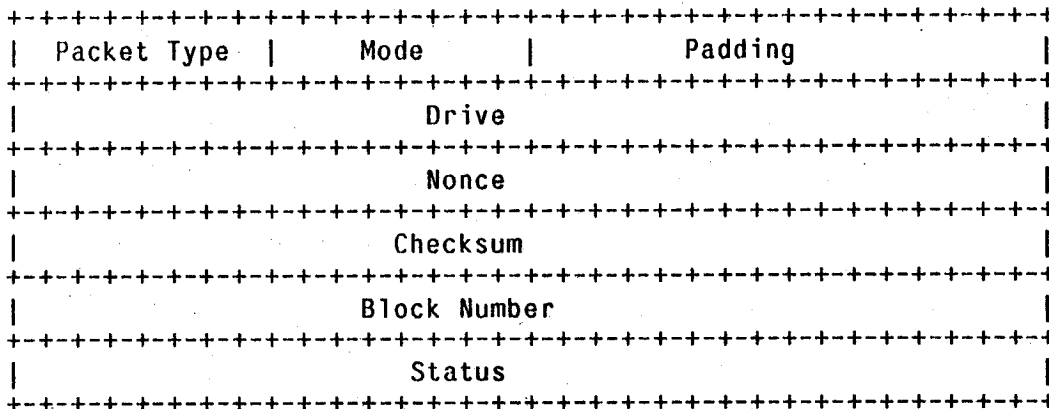 +-+-+-+-+-+-+-+-+-+-+-+-+-+-+-+-+-+-+-+-+-+-+-+-+-+-+-+-+-+-+-+-+
| Packet Type | Mode | Padding |
+-+-+-+-+-+-+-+-+-+-+-+-+-+-+-+-+-+-+-+-+-+-+-+-+-+-+-+-+-+-+-+-+
| Drive |
+-+-+-+-+-+-+-+-+-+-+-+-+-+-+-+-+-+-+-+-+-+-+-+-+-+-+-+-+-+-+-+-+
| Nonce |
+-+-+-+-+-+-+-+-+-+-+-+-+-+-+-+-+-+-+-+-+-+-+-+-+-+-+-+-+-+-+-+-+
| Checksum |
+-+-+-+-+-+-+-+-+-+-+-+-+-+-+-+-+-+-+-+-+-+-+-+-+-+-+-+-+-+-+-+-+
| Block Number |
+-+-+-+-+-+-+-+-+-+-+-+-+-+-+-+-+-+-+-+-+-+-+-+-+-+-+-+-+-+-+-+-+
| Status |
+-+-+-+-+-+-+-+-+-+-+-+-+-+-+-+-+-+-+-+-+-+-+-+-+-+-+-+-+-+-+-+-+